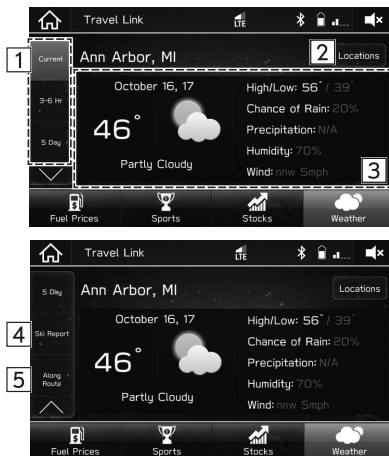 Travel Link
LTE
1
Current
3-6 Hr
5 Day
Ann Arbor, MI
2
Locations
October 16, 17
46°
Partly Cloudy
High/Low: 56° / 39°
Chance of Rain: 20%
Precipitation: N/A
Humidity: 70%
Wind: nnw 5mph
3
Fuel Prices
Sports
Stocks
Weather
Travel Link
LTE
5 Day
4
Ski Report
5
Along
Route
Ann Arbor, MI
Locations
October 16, 17
46°
Partly Cloudy
High/Low: 56° / 39°
Chance of Rain: 20%
Precipitation: N/A
Humidity: 70%
Wind: nnw 5mph
Fuel Prices
Sports
Stocks
Weather